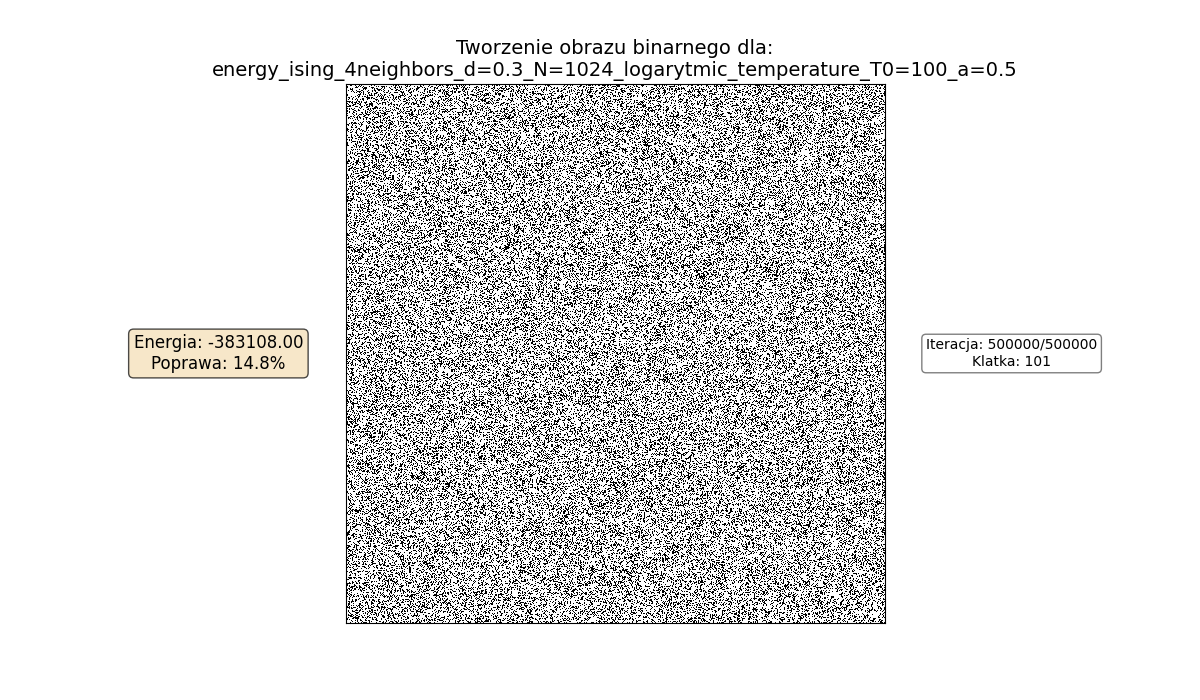 Tworzenie obrazu binarnego dla:
energy_ising_4neighbors_d=0.3_N=1024_logarytmic_temperature_T0=100_a=0.5
Energia: -383108.00
Poprawa: 14.8%
Iteracja: 500000/500000
Klatka: 101